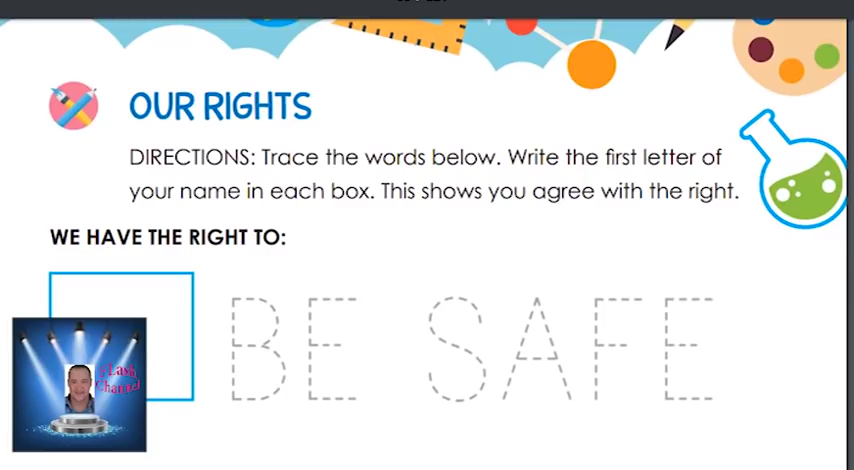 OUR RIGHTS
DIRECTIONS: Trace the words below. Write the first letter of
your name in each box. This shows you agree with the right.
WE HAVE THE RIGHT TO:
BE SAFE
Channel